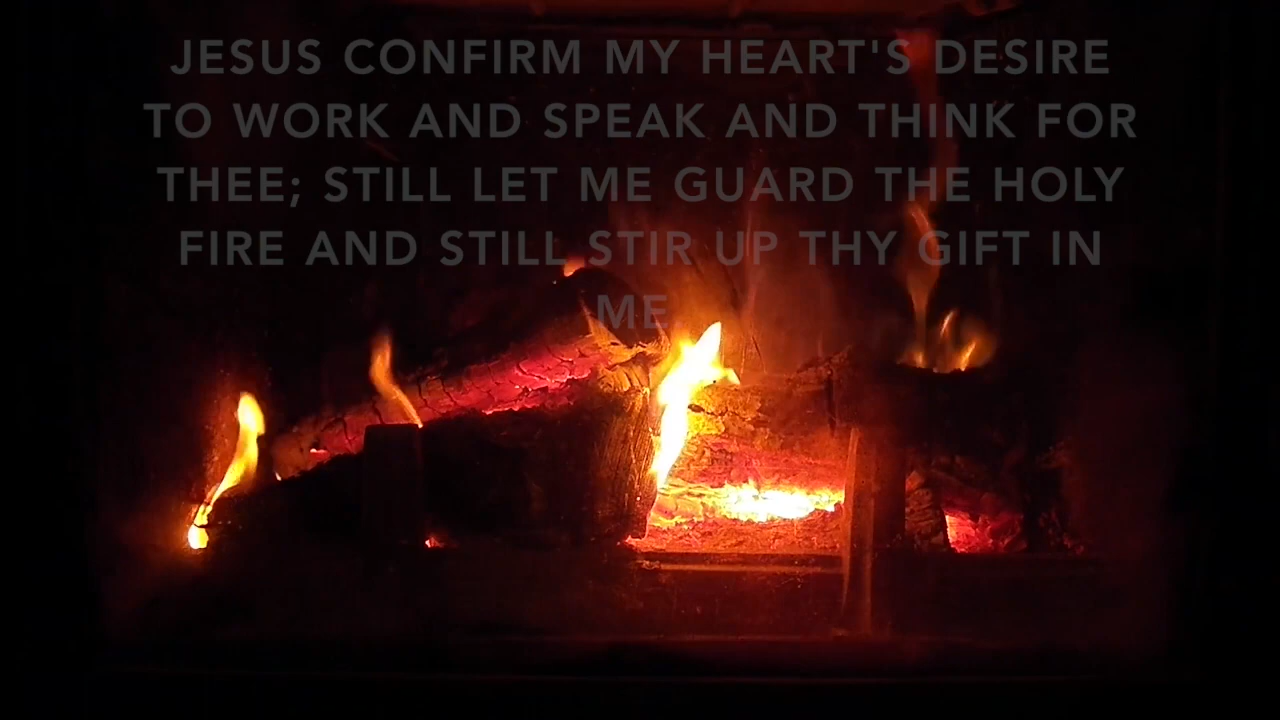 JESUS CONFIRM MY HEART'S DESIRE
TO WORK AND SPEAK AND THINK FOR
THEE; STILL LET ME GUARD THE HOLY
FIRE AND STILL STIR UP THY GIFT IN
ME